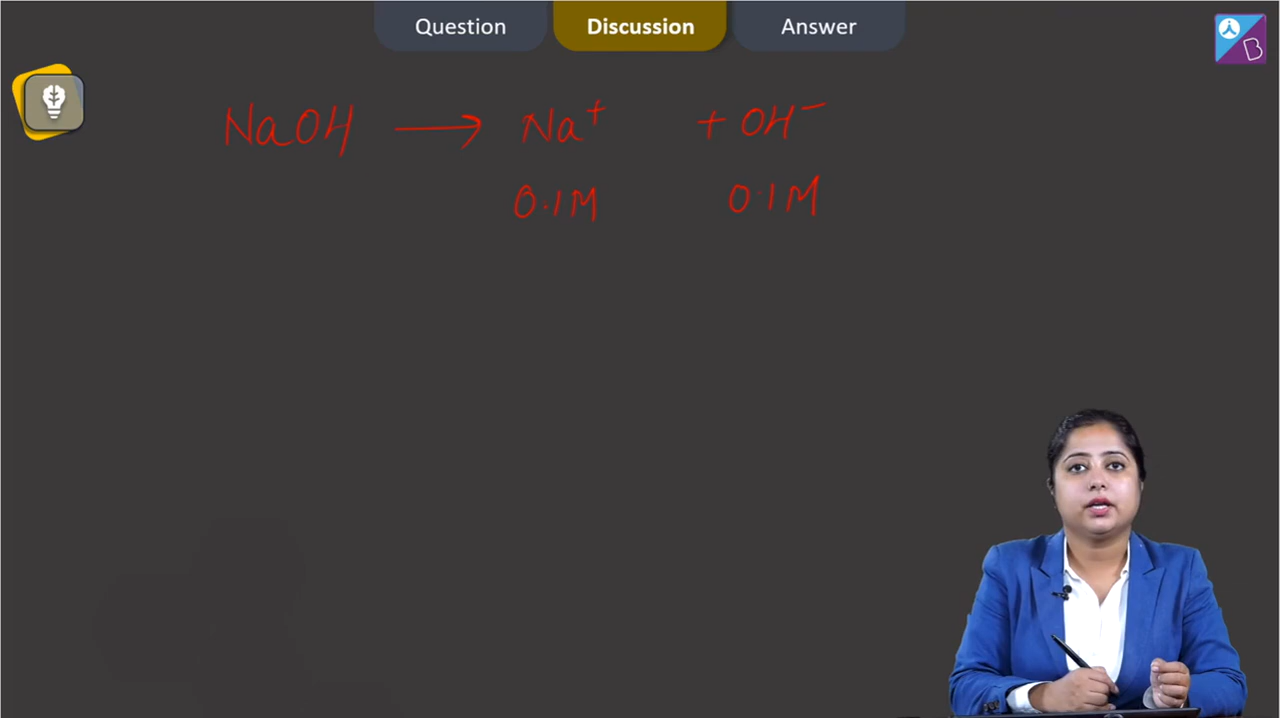 Question Discussion Answer
NaOH ⟶ Na⁺ + OH⁻
0.1M 0.1M
B